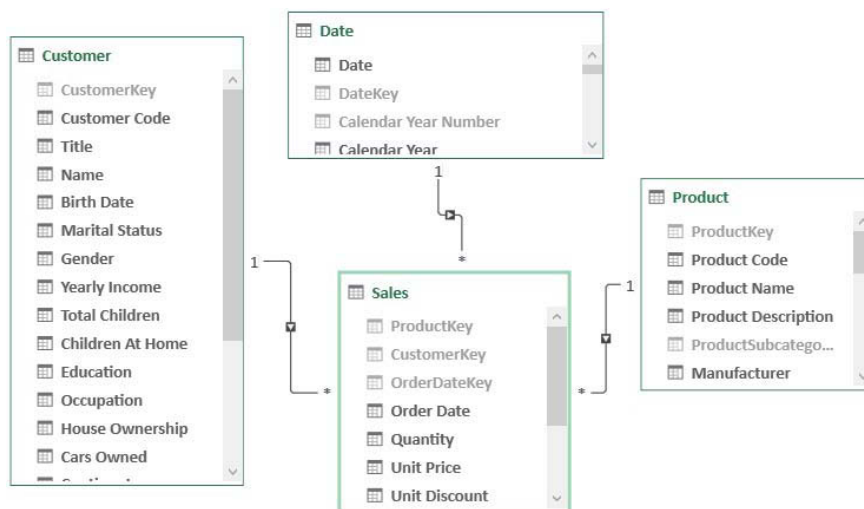 Customer
CustomerKey
Customer Code
Title
Name
Birth Date
Marital Status
Gender
Yearly Income
Total Children
Children At Home
Education
Occupation
House Ownership
Cars Owned
Date
Date
DateKey
Calendar Year Number
Calendar Year
1
*
1
*
Sales
ProductKey
CustomerKey
OrderDateKey
Order Date
Quantity
Unit Price
Unit Discount
1
*
Product
ProductKey
Product Code
Product Name
Product Description
ProductSubcatego...
Manufacturer